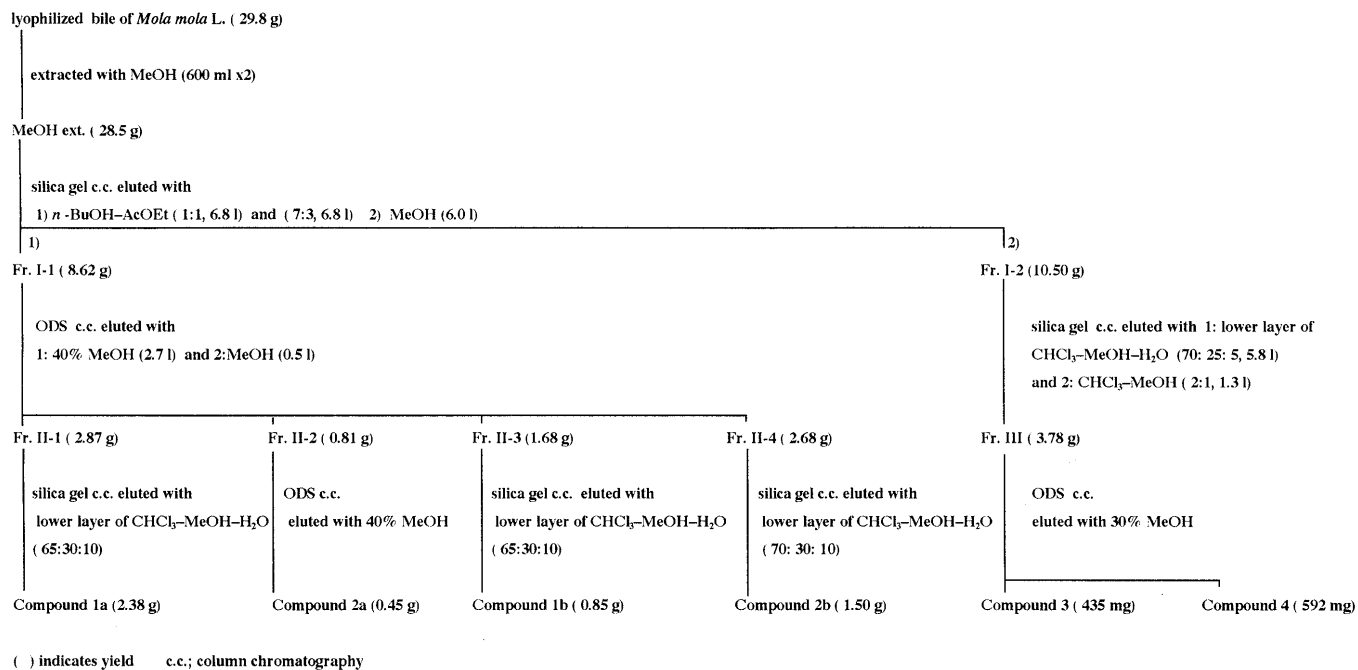 lyophilized bile of Mola mola L. ( 29.8 g)
extracted with MeOH (600 ml x2)
MeOH ext. ( 28.5 g)
silica gel c.c. eluted with
1) n -BuOH–AcOEt ( 1:1, 6.8 l) and ( 7:3, 6.8 l) 2) MeOH (6.0 l)
1)
2)
Fr. I-1 ( 8.62 g)
Fr. I-2 (10.50 g)
ODS c.c. eluted with
1: 40% MeOH (2.7 l) and 2:MeOH (0.5 l)
silica gel c.c. eluted with 1: lower layer of
CHCl₃–MeOH–H₂O (70: 25: 5, 5.8 l)
and 2: CHCl₃–MeOH ( 2:1, 1.3 l)
Fr. II-1 ( 2.87 g)
Fr. II-2 ( 0.81 g)
Fr. II-3 (1.68 g)
Fr. II-4 ( 2.68 g)
Fr. III ( 3.78 g)
silica gel c.c. eluted with
lower layer of CHCl₃–MeOH–H₂O
( 65:30:10)
ODS c.c.
eluted with 40% MeOH
silica gel c.c. eluted with
lower layer of CHCl₃–MeOH–H₂O
( 65:30:10)
silica gel c.c. eluted with
lower layer of CHCl₃–MeOH–H₂O
( 70: 30: 10)
ODS c.c.
eluted with 30% MeOH
Compound 1a (2.38 g)
Compound 2a (0.45 g)
Compound 1b ( 0.85 g)
Compound 2b ( 1.50 g)
Compound 3 ( 435 mg)
Compound 4 ( 592 mg)
( ) indicates yield c.c.; column chromatography